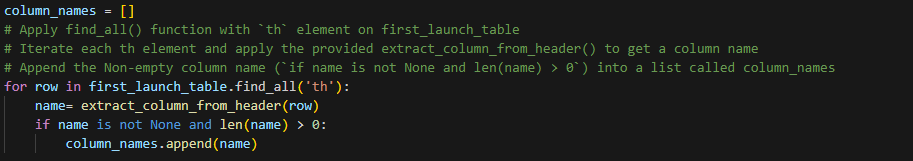 column_names = []
# Apply find_all() function with `th` element on first_launch_table
# Iterate each th element and apply the provided extract_column_from_header() to get a column name
# Append the Non-empty column name (`if name is not None and len(name) > 0`) into a list called column_names
for row in first_launch_table.find_all('th'):
    name= extract_column_from_header(row)
    if name is not None and len(name) > 0:
        column_names.append(name)